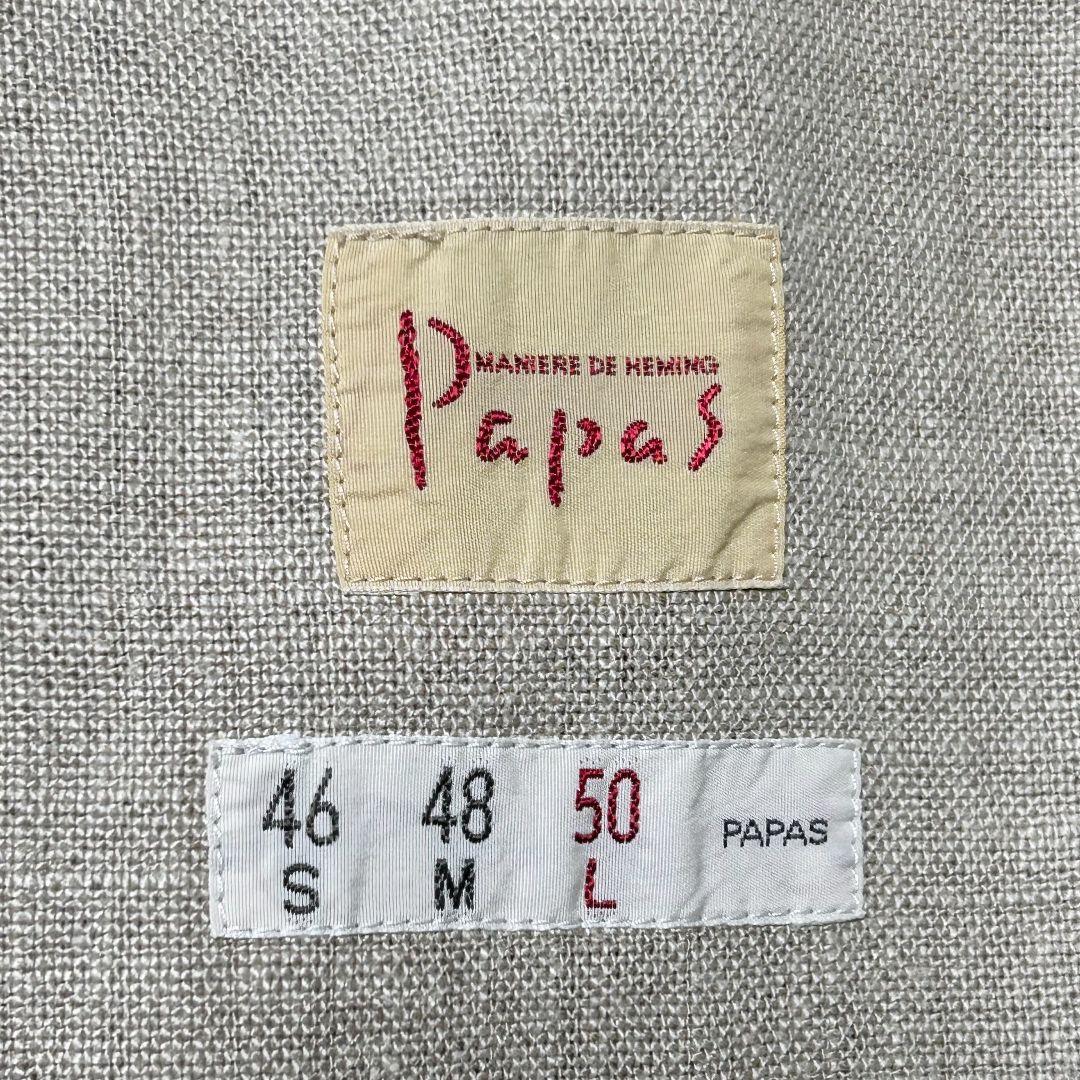 MANIERE DE HEMING
Papas
46 48 50 PAPAS
S M L